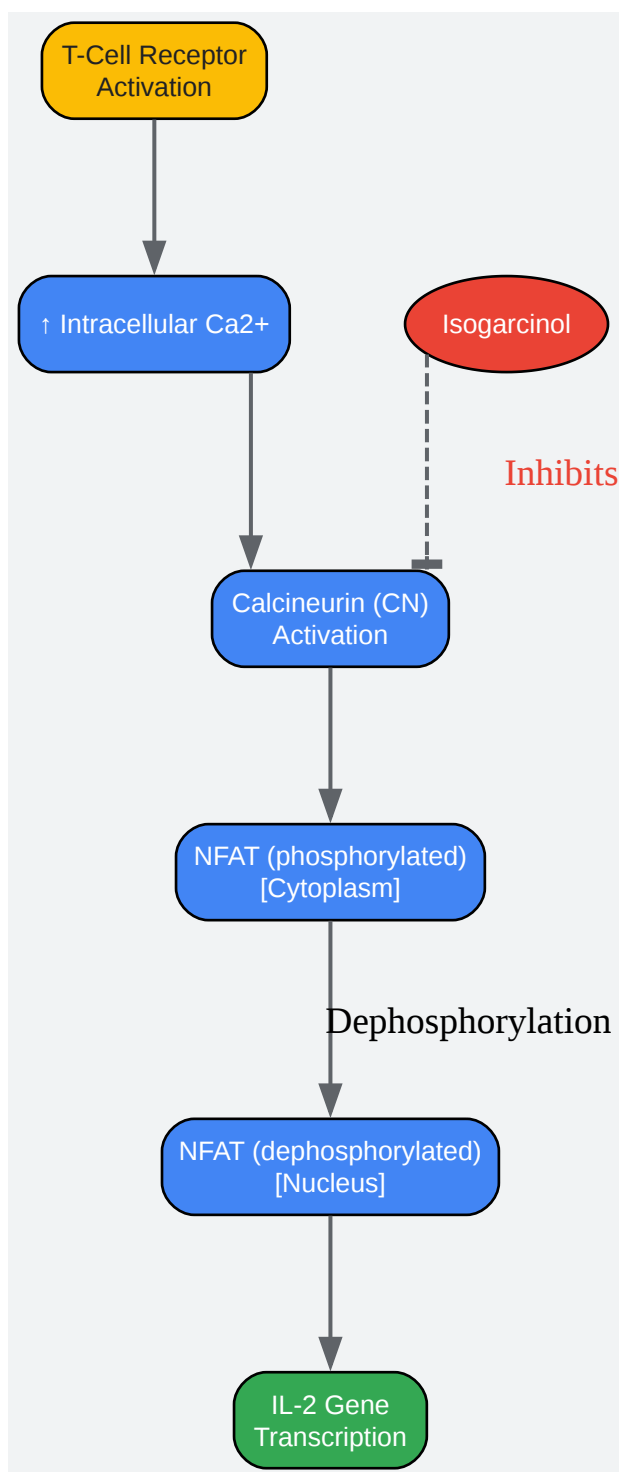 T-Cell Receptor
Activation
↑ Intracellular Ca2+
Isogarcinol
Inhibits
Calcineurin (CN)
Activation
NFAT (phosphorylated)
[Cytoplasm]
Dephosphorylation
NFAT (dephosphorylated)
[Nucleus]
IL-2 Gene
Transcription